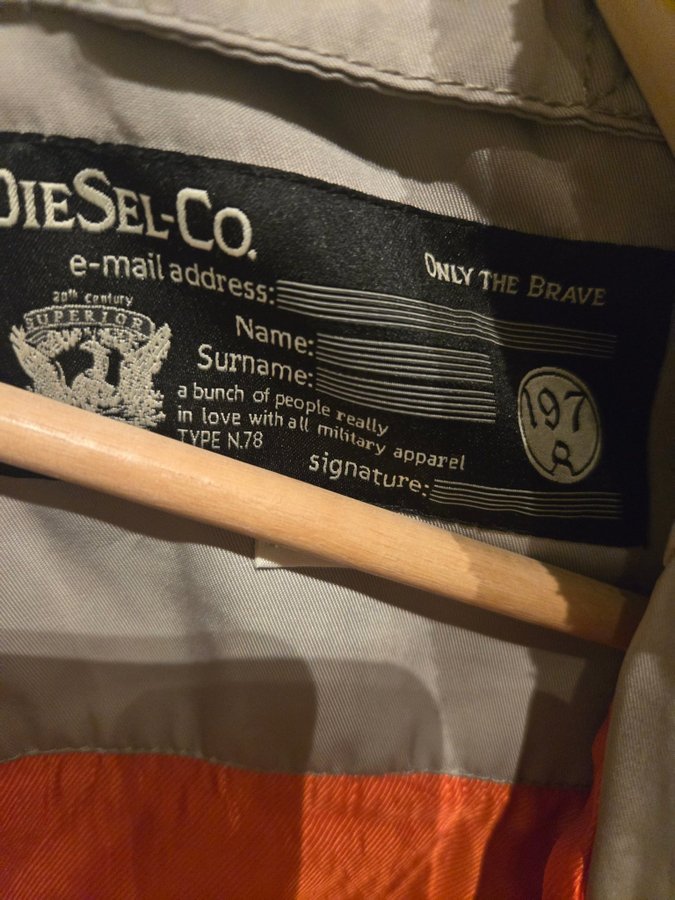 DIESEL-CO.
ONLY THE BRAVE
e-mail address:
20th century
SUPERIOR
Name:
Surname:
a bunch of people really
in love with all military apparel
TYPE N.78
197
A
signature: